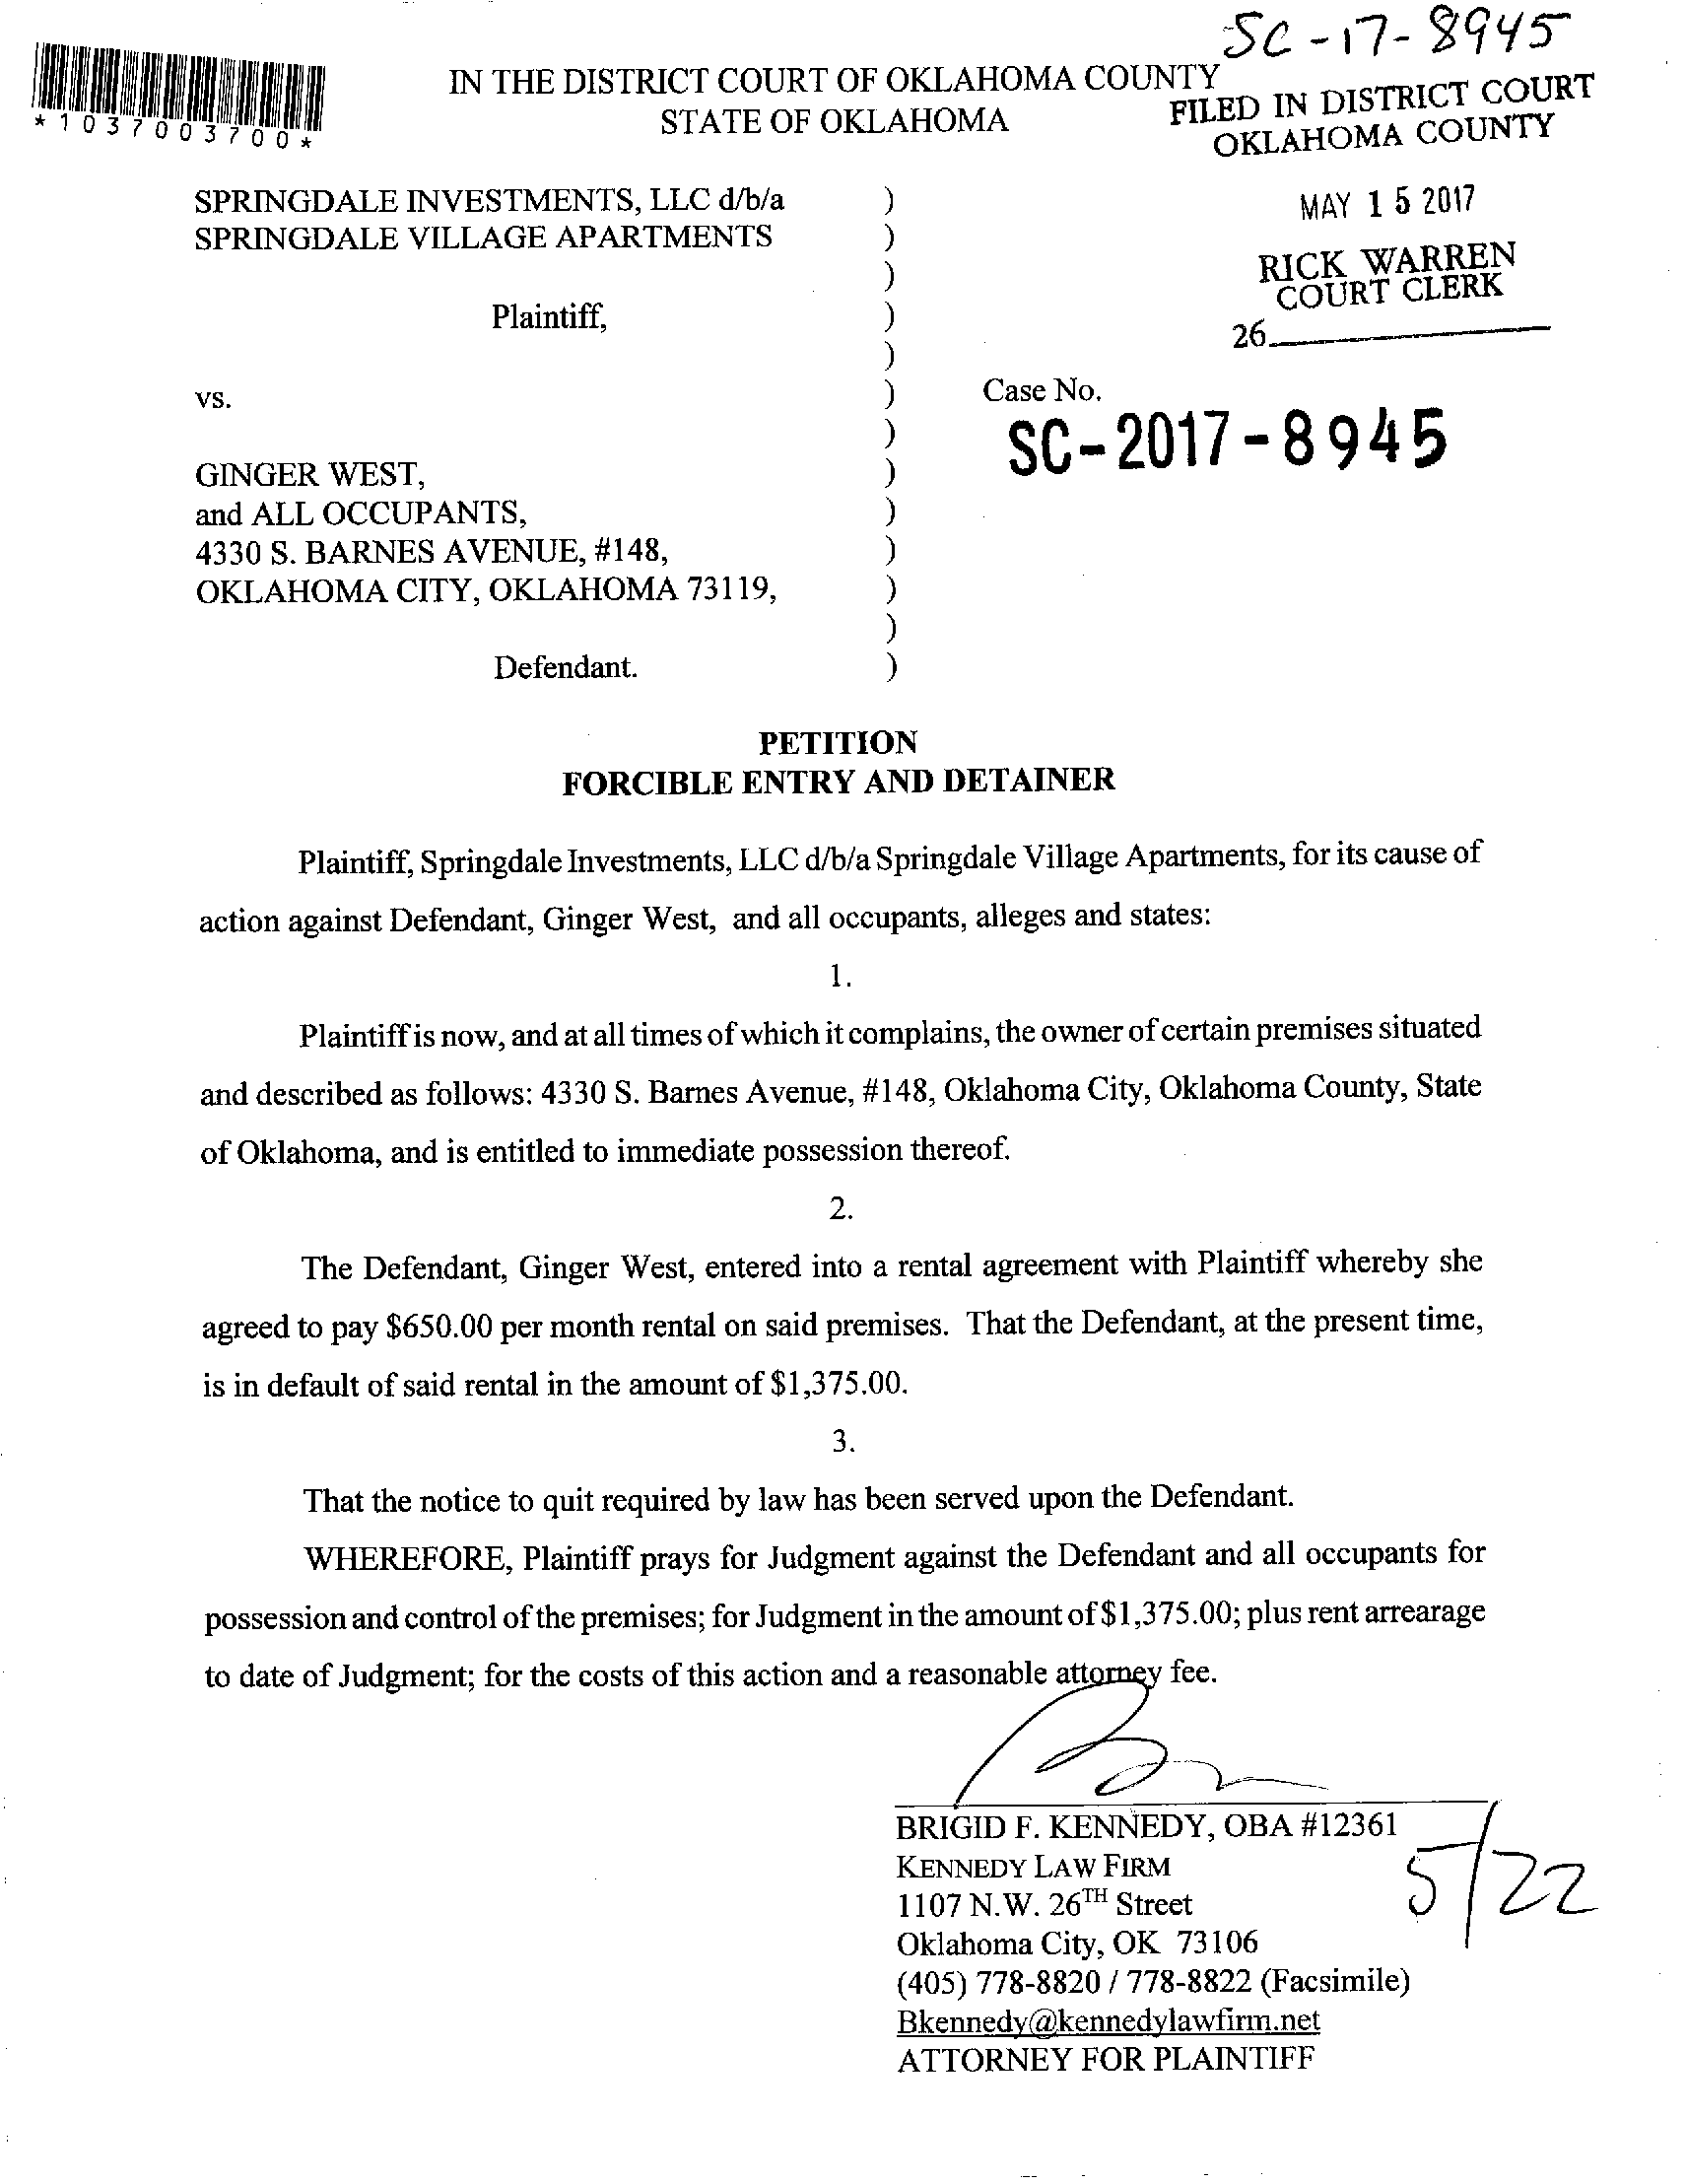 SC-17-8945
*1037003700*
IN THE DISTRICT COURT OF OKLAHOMA COUNTY
STATE OF OKLAHOMA
FILED IN DISTRICT COURT
OKLAHOMA COUNTY
MAY 15 2017
RICK WARREN
COURT CLERK
26
SPRINGDALE INVESTMENTS, LLC d/b/a )
SPRINGDALE VILLAGE APARTMENTS )
)
Plaintiff, )
)
vs. ) Case No.
) SC-2017-8945
GINGER WEST, )
and ALL OCCUPANTS, )
4330 S. BARNES AVENUE, #148, )
OKLAHOMA CITY, OKLAHOMA 73119, )
)
Defendant. )
PETITION
FORCIBLE ENTRY AND DETAINER
Plaintiff, Springdale Investments, LLC d/b/a Springdale Village Apartments, for its cause of
action against Defendant, Ginger West, and all occupants, alleges and states:
1.
Plaintiff is now, and at all times of which it complains, the owner of certain premises situated
and described as follows: 4330 S. Barnes Avenue, #148, Oklahoma City, Oklahoma County, State
of Oklahoma, and is entitled to immediate possession thereof.
2.
The Defendant, Ginger West, entered into a rental agreement with Plaintiff whereby she
agreed to pay $650.00 per month rental on said premises. That the Defendant, at the present time,
is in default of said rental in the amount of $1,375.00.
3.
That the notice to quit required by law has been served upon the Defendant.
WHEREFORE, Plaintiff prays for Judgment against the Defendant and all occupants for
possession and control of the premises; for Judgment in the amount of $1,375.00; plus rent arrearage
to date of Judgment; for the costs of this action and a reasonable attorney fee.
BRIGID F. KENNEDY, OBA #12361
KENNEDY LAW FIRM
1107 N.W. 26TH Street
Oklahoma City, OK 73106
(405) 778-8820 / 778-8822 (Facsimile)
Bkennedy@kennedylawfirm.net
ATTORNEY FOR PLAINTIFF
5/22